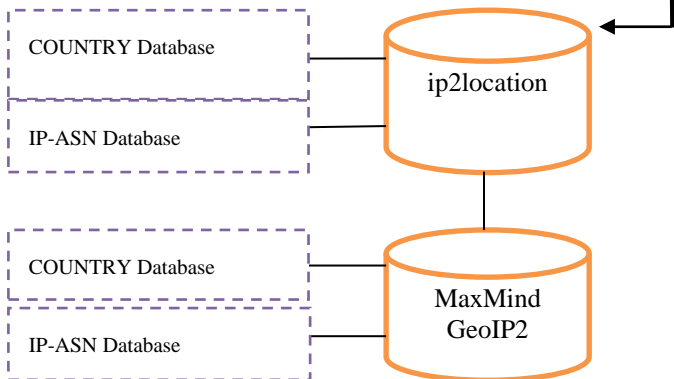 COUNTRY Database
ip2location
IP-ASN Database
COUNTRY Database
MaxMind
GeoIP2
IP-ASN Database